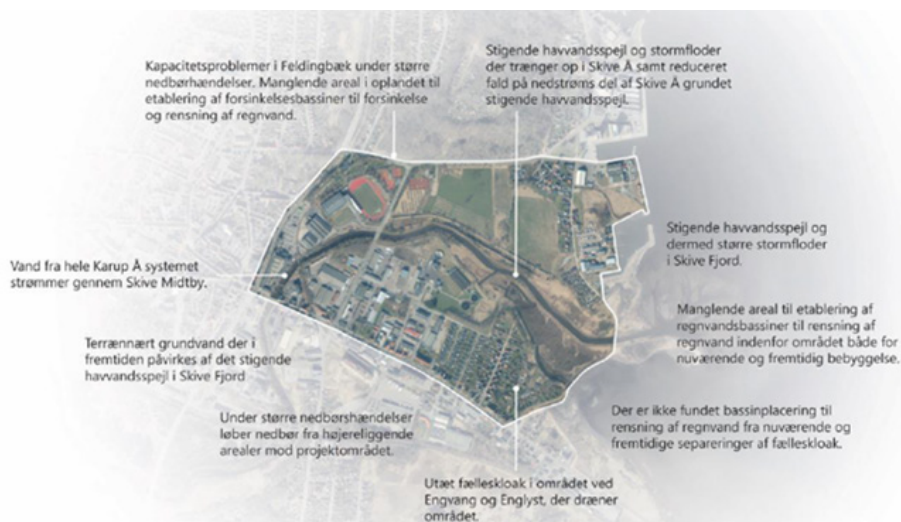 Kapacitetsproblemer i Feldingbæk under større
nedbørhændelser. Manglende areal i oplandet til
etablering af forsinkelsesbassiner til forsinkelse
og rensning af regnvand.
Stigende havvandsspejl og stormfloder
der trænger op i Skive Å samt reduceret
fald på nedstrøms del af Skive Å grundet
stigende havvandsspejl.
Vand fra hele Karup Å systemet
strømmer gennem Skive Midtby.
Stigende havvandsspejl og
dermed større stormfloder
i Skive Fjord.
Terrænnært grundvand der i
fremtiden påvirkes af det stigende
havvandsspejl i Skive Fjord
Manglende areal til etablering af
regnvandsbassiner til rensning af
regnvand indenfor området både for
nuværende og fremtidig bebyggelse.
Under større nedbørshændelser
løber nedbør fra højereliggende
arealer mod projektområdet.
Der er ikke fundet bassinplacering til
rensning af regnvand fra nuværende og
fremtidige separeringer af fælleskloak.
Utæt fælleskloak i området ved
Engvang og Englyst, der dræner
området.